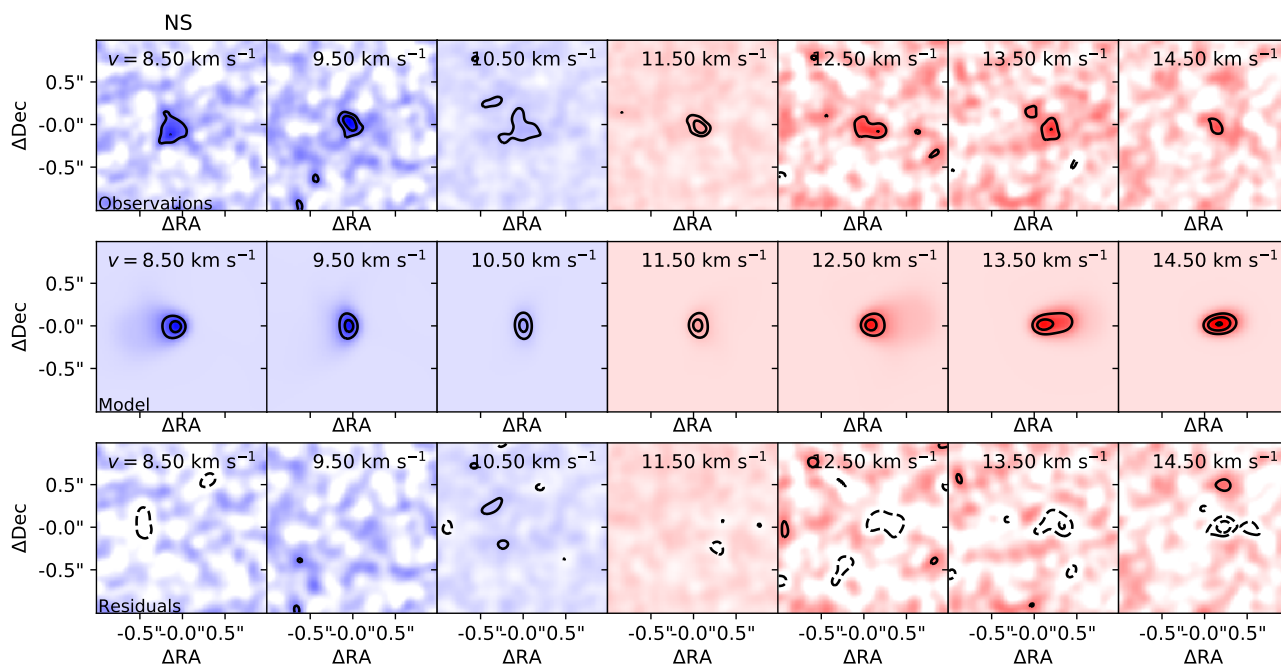 NS
v = 8.50 km s⁻¹ 9.50 km s⁻¹ 10.50 km s⁻¹ 11.50 km s⁻¹ 12.50 km s⁻¹ 13.50 km s⁻¹ 14.50 km s⁻¹
0.5"
ΔDec
-0.0"
-0.5"
Observations
ΔRA ΔRA ΔRA ΔRA ΔRA ΔRA ΔRA
v = 8.50 km s⁻¹ 9.50 km s⁻¹ 10.50 km s⁻¹ 11.50 km s⁻¹ 12.50 km s⁻¹ 13.50 km s⁻¹ 14.50 km s⁻¹
0.5"
ΔDec
-0.0"
-0.5"
Model
ΔRA ΔRA ΔRA ΔRA ΔRA ΔRA ΔRA
v = 8.50 km s⁻¹ 9.50 km s⁻¹ 10.50 km s⁻¹ 11.50 km s⁻¹ 12.50 km s⁻¹ 13.50 km s⁻¹ 14.50 km s⁻¹
0.5"
ΔDec
-0.0"
-0.5"
Residuals
-0.5"-0.0"0.5" -0.5"-0.0"0.5" -0.5"-0.0"0.5" -0.5"-0.0"0.5" -0.5"-0.0"0.5" -0.5"-0.0"0.5" -0.5"-0.0"0.5"
ΔRA ΔRA ΔRA ΔRA ΔRA ΔRA ΔRA